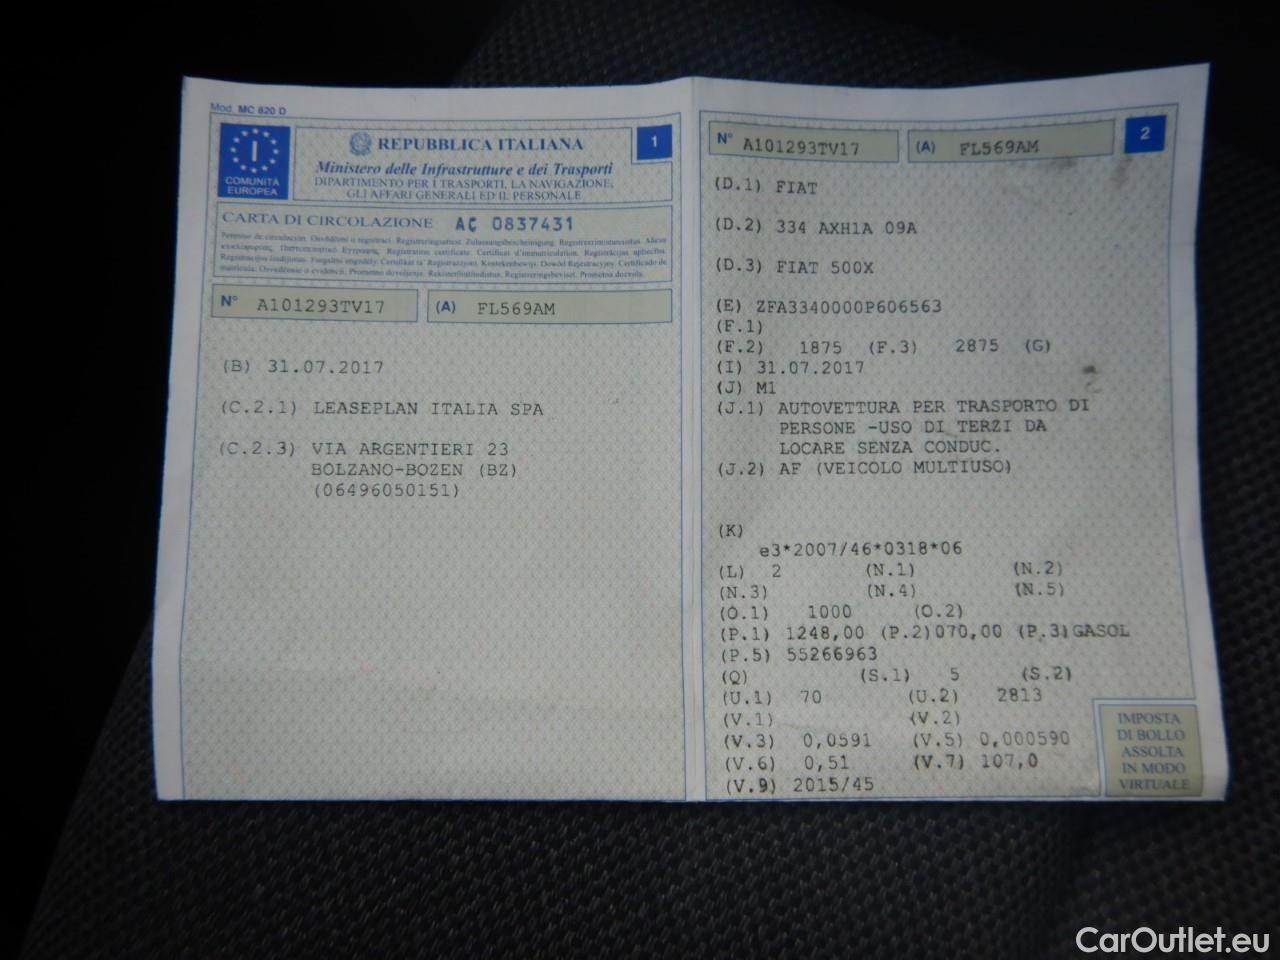 Mod. MC 820 D
I
COMUNITÀ
EUROPEA
REPUBBLICA ITALIANA
1
Ministero delle Infrastrutture e dei Trasporti
DIPARTIMENTO PER I TRASPORTI, LA NAVIGAZIONE,
GLI AFFARI GENERALI ED IL PERSONALE
CARTA DI CIRCOLAZIONE AC 0837431
N° A101293TV17 (A) FL569AM
(B) 31.07.2017
(C.2.1) LEASEPLAN ITALIA SPA
(C.2.3) VIA ARGENTIERI 23
BOLZANO-BOZEN (BZ)
(06496050151)
N° A101293TV17 (A) FL569AM
2
(D.1) FIAT
(D.2) 334 AXH1A 09A
(D.3) FIAT 500X
(E) ZFA3340000P606563
(F.1)
(F.2) 1875 (F.3) 2875 (G)
(I) 31.07.2017
(J) M1
(J.1) AUTOVETTURA PER TRASPORTO DI
PERSONE -USO DI TERZI DA
LOCARE SENZA CONDUC.
(J.2) AF (VEICOLO MULTIUSO)
(K)
e3*2007/46*0318*06
(L) 2 (N.1) (N.2)
(N.3) (N.4) (N.5)
(O.1) 1000 (O.2)
(P.1) 1248,00 (P.2)070,00 (P.3)GASOL
(P.5) 55266963
(Q) (S.1) 5 (S.2)
(U.1) 70 (U.2) 2813
(V.1) (V.2)
(V.3) 0,0591 (V.5) 0,000590
(V.6) 0,51 (V.7) 107,0
(V.9) 2015/45
IMPOSTA
DI BOLLO
ASSOLTA
IN MODO
VIRTUALE
CarOutlet.eu